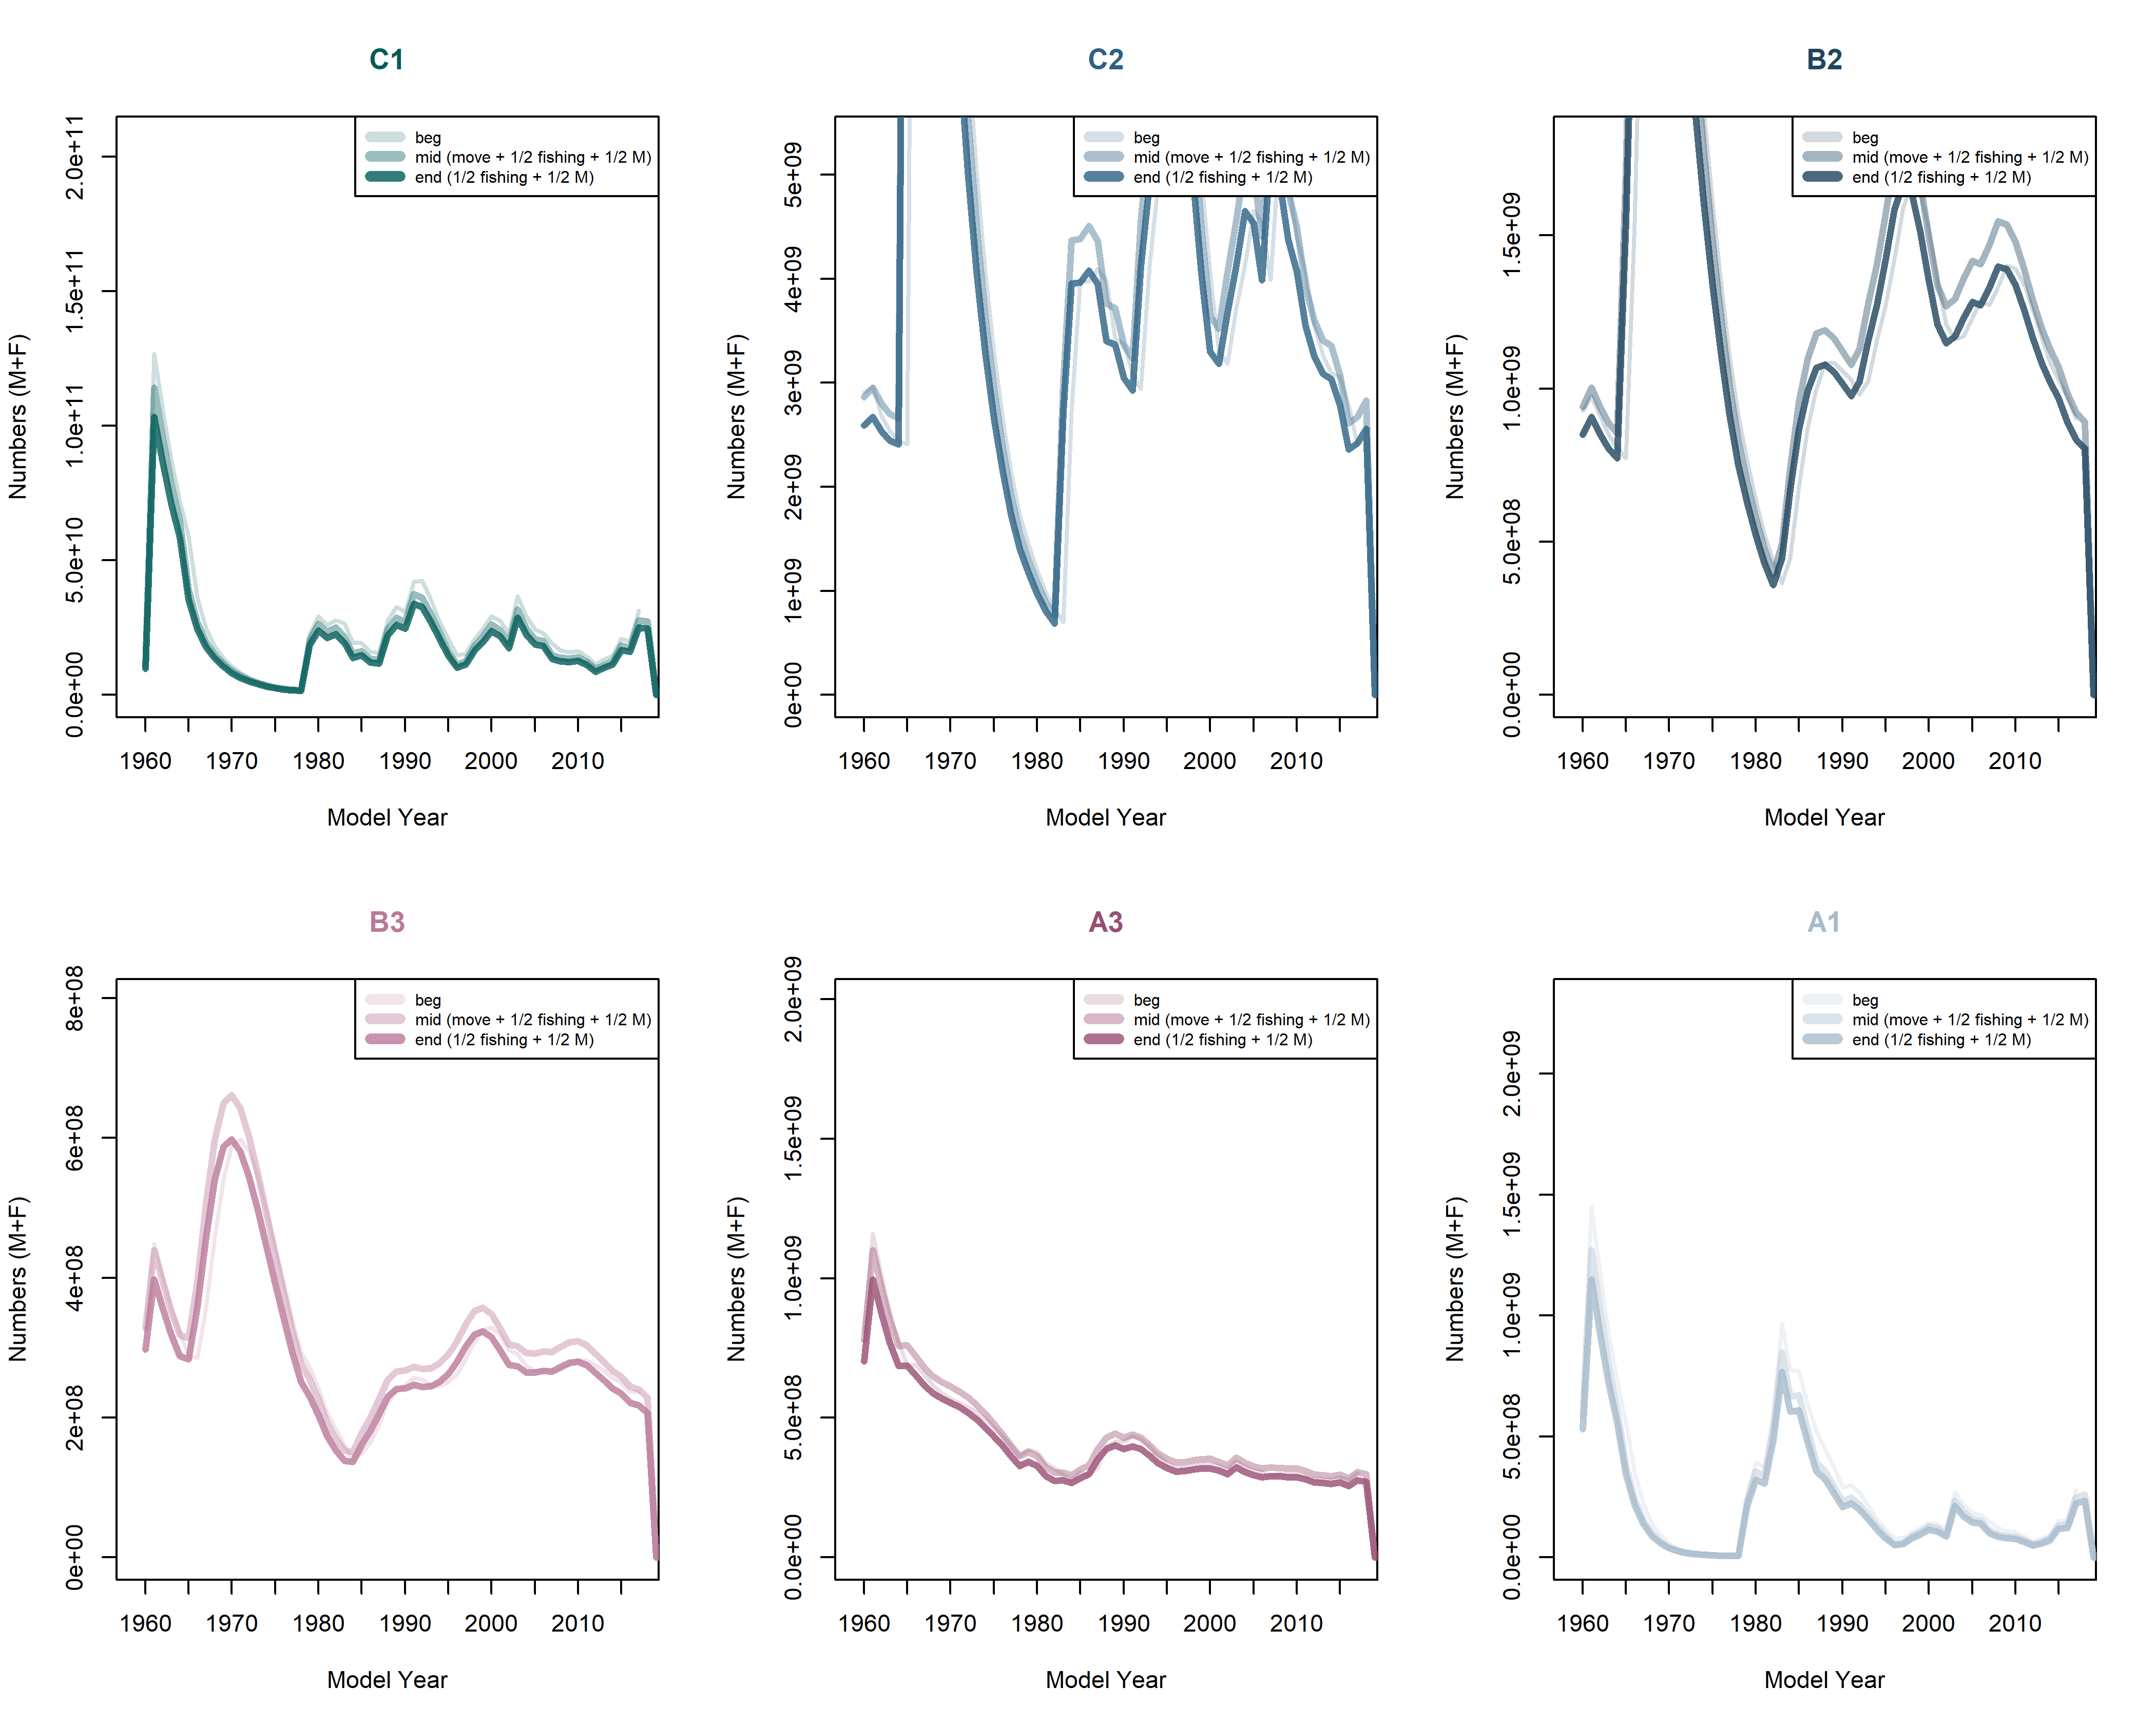 C1
beg
mid (move + 1/2 fishing + 1/2 M)
end (1/2 fishing + 1/2 M)
Numbers (M+F)
0.0e+00 5.0e+10 1.0e+11 1.5e+11 2.0e+11
1960 1970 1980 1990 2000 2010
Model Year
C2
beg
mid (move + 1/2 fishing + 1/2 M)
end (1/2 fishing + 1/2 M)
Numbers (M+F)
0e+00 1e+09 2e+09 3e+09 4e+09 5e+09
1960 1970 1980 1990 2000 2010
Model Year
B2
beg
mid (move + 1/2 fishing + 1/2 M)
end (1/2 fishing + 1/2 M)
Numbers (M+F)
0.0e+00 5.0e+08 1.0e+09 1.5e+09
1960 1970 1980 1990 2000 2010
Model Year
B3
beg
mid (move + 1/2 fishing + 1/2 M)
end (1/2 fishing + 1/2 M)
Numbers (M+F)
0e+00 2e+08 4e+08 6e+08 8e+08
1960 1970 1980 1990 2000 2010
Model Year
A3
beg
mid (move + 1/2 fishing + 1/2 M)
end (1/2 fishing + 1/2 M)
Numbers (M+F)
0.0e+00 5.0e+08 1.0e+09 1.5e+09 2.0e+09
1960 1970 1980 1990 2000 2010
Model Year
A1
beg
mid (move + 1/2 fishing + 1/2 M)
end (1/2 fishing + 1/2 M)
Numbers (M+F)
0.0e+00 5.0e+08 1.0e+09 1.5e+09 2.0e+09
1960 1970 1980 1990 2000 2010
Model Year